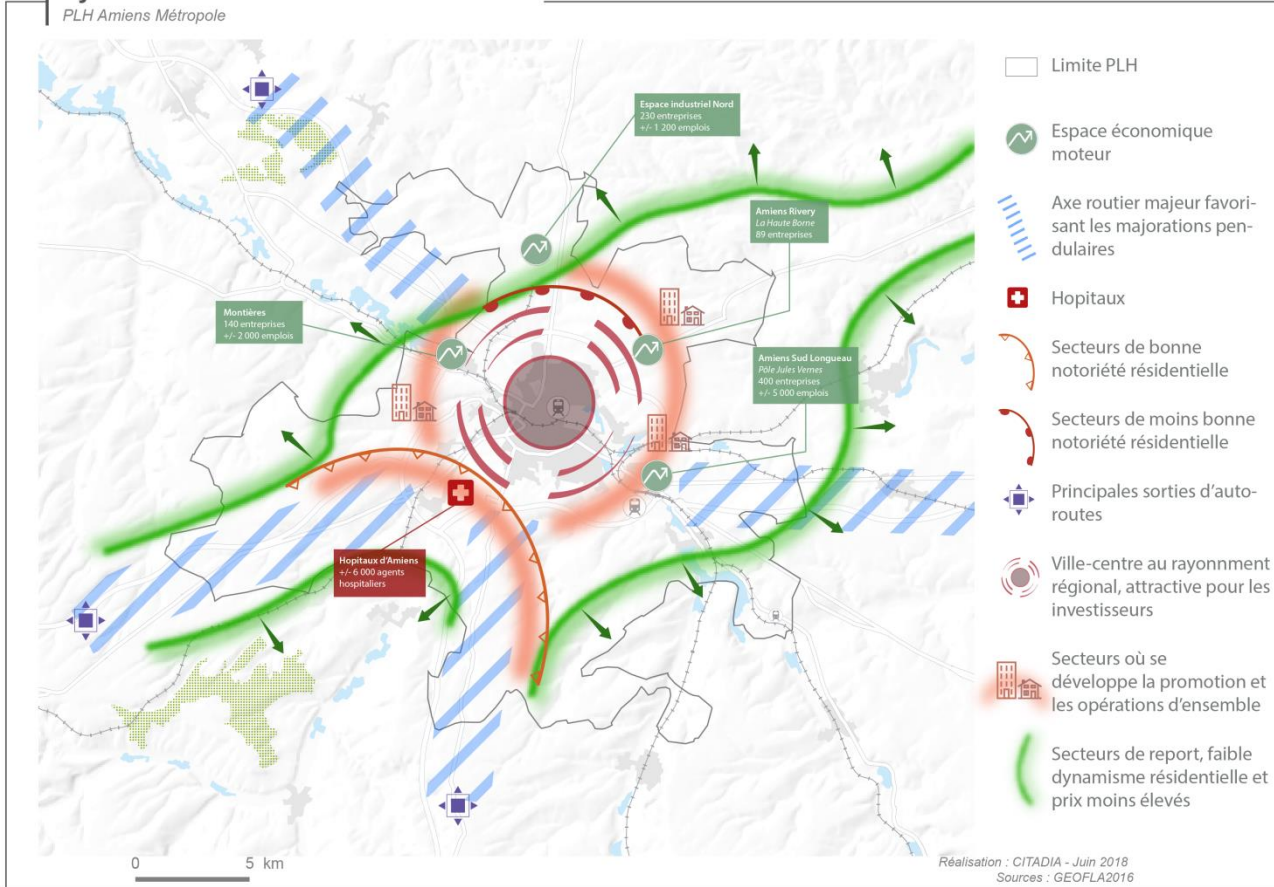 PLH Amiens Métropole
Espace industriel Nord
230 entreprises
+/- 1 200 emplois
Amiens Rivery
La Haute Borne
89 entreprises
Montières
140 entreprises
+/- 2 000 emplois
Amiens Sud Longueau
Pôle Jules Vernes
400 entreprises
+/- 5 000 emplois
Hopitaux d'Amiens
+/- 6 000 agents
hospitaliers
Limite PLH
Espace économique
moteur
Axe routier majeur favori-
sant les majorations pen-
dulaires
Hopitaux
Secteurs de bonne
notoriété résidentielle
Secteurs de moins bonne
notoriété résidentielle
Principales sorties d'auto-
routes
Ville-centre au rayonnment
régional, attractive pour les
investisseurs
Secteurs où se
développe la promotion et
les opérations d'ensemble
Secteurs de report, faible
dynamisme résidentielle et
prix moins élevés
0 5 km
Réalisation : CITADIA - Juin 2018
Sources : GEOFLA2016